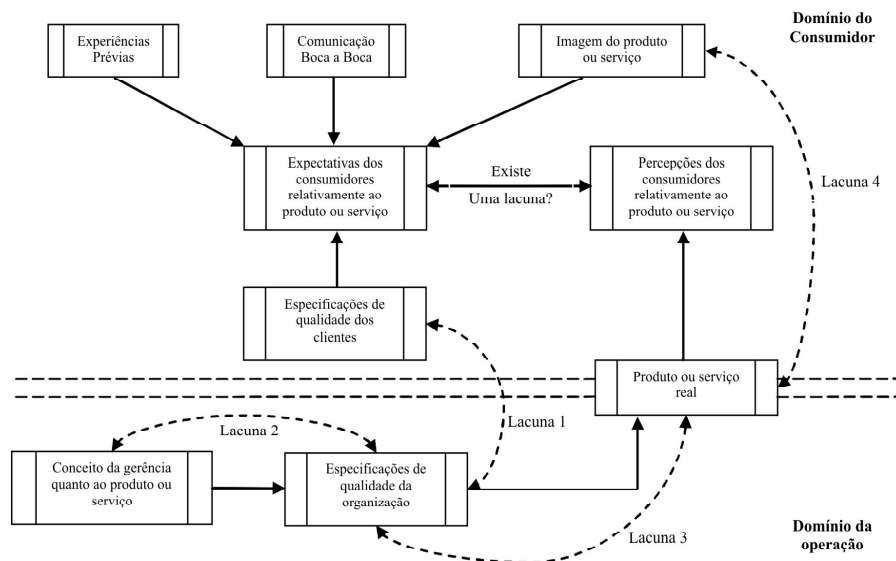 Domínio do
Consumidor
Experiências
Prévias
Comunicação
Boca a Boca
Imagem do produto
ou serviço
Expectativas dos
consumidores
relativamente ao
produto ou serviço
Existe
Uma lacuna?
Percepções dos
consumidores
relativamente ao
produto ou serviço
Lacuna 4
Especificações de
qualidade dos
clientes
Produto ou serviço
real
Lacuna 1
Lacuna 2
Conceito da gerência
quanto ao produto ou
serviço
Especificações de
qualidade da
organização
Lacuna 3
Domínio da
operação